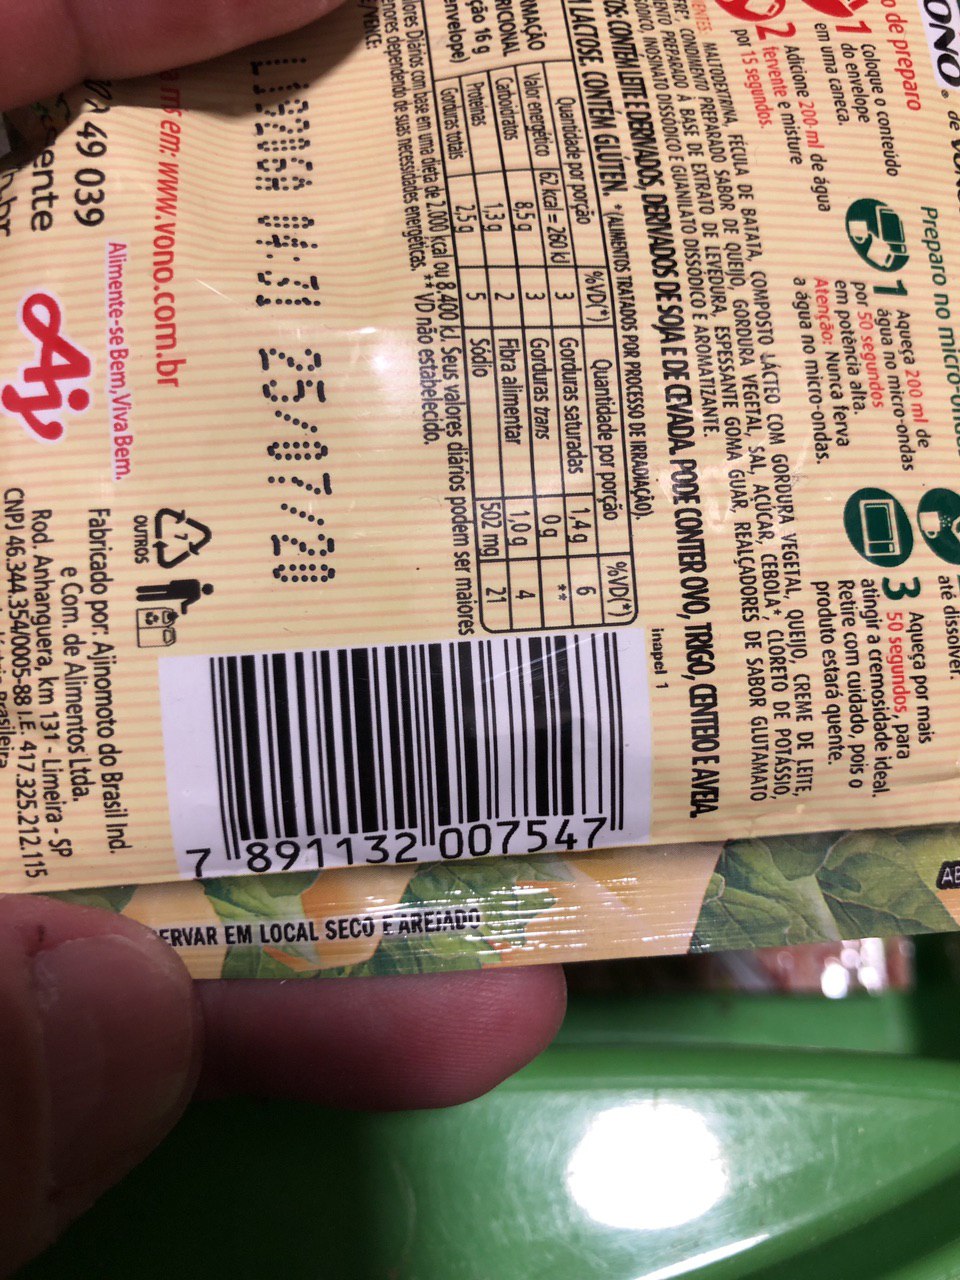 ONO
de preparo
1 Coloque o conteúdo
do envelope
em uma caneca.
2 Adicione 200 ml de água
fervente e misture
por 15 segundos.
Preparo no micro-ondas
1 Aqueça 200 ml de
água no micro-ondas
por 50 segundos
em potência alta.
Atenção: Nunca ferva
a água no micro-ondas.
até dissolver.
3 Aqueça por mais
50 segundos, para
atingir a cremosidade ideal.
Retire com cuidado, pois o
produto estará quente.
MALTODEXTRINA, FÉCULA DE BATATA, COMPOSTO LÁCTEO COM GORDURA VEGETAL, QUEIJO, CREME DE LEITE,
CONDIMENTO PREPARADO SABOR DE QUEIJO, GORDURA VEGETAL, SAL, AÇÚCAR, CEBOLA*, CLORETO DE POTÁSSIO,
PREPARADO À BASE DE EXTRATO DE LEVEDURA, ESPESSANTE GOMA GUAR, REALÇADORES DE SABOR GLUTAMATO
INOSINATO DISSÓDICO E GUANILATO DISSÓDICO E AROMATIZANTE.
CONTÉM LEITE E DERIVADOS, DERIVADOS DE SOJA E DE CEVADA. PODE CONTER OVO, TRIGO, CENTEIO E AVEIA.
LACTOSE. CONTÉM GLÚTEN. *(ALIMENTOS TRATADOS POR PROCESSO DE IRRADIAÇÃO).
Quantidade por porção %VD(*) Quantidade por porção %VD(*)
Valor energético 62 kcal = 260 kJ 3 Gorduras saturadas 1,4 g 6
Carboidratos 8,5 g 3 Gorduras trans 0 g **
Proteínas 1,3 g 2 Fibra alimentar 1,0 g 4
Gorduras totais 2,5 g 5 Sódio 502 mg 21
16 g
envelope)
Diários com base em uma dieta de 2.000 kcal ou 8.400 kJ. Seus valores diários podem ser maiores
dependendo de suas necessidades energéticas. ** VD não estabelecido.
25/07/20
inapel 1
7 891132 007547
em: www.vono.com.br
49 039
Alimente-se Bem, Viva Bem.
Aj
7
OUTROS
Fabricado por: Ajinomoto do Brasil Ind.
e Com. de Alimentos Ltda.
Rod. Anhanguera, km 131 - Limeira - SP
CNPJ 46.344.354/0005-88 I.E. 417.325.212.115
Brasileira
EM LOCAL SECO E AREJADO